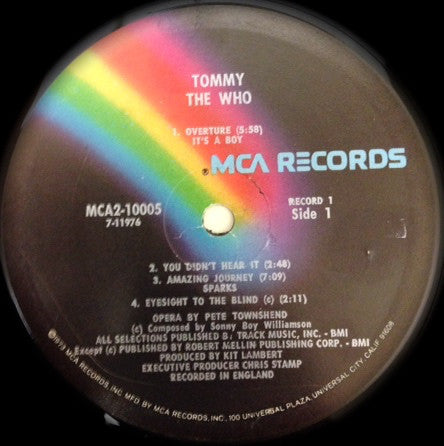 TOMMY
THE WHO
1. OVERTURE (5:58)
IT'S A BOY
®MCA RECORDS
MCA2-10005
7-11976
RECORD 1
Side 1
2. YOU DIDN'T HEAR IT (2:48)
3. AMAZING JOURNEY (7:09)
SPARKS
4. EYESIGHT TO THE BLIND (c) (2:11)
OPERA BY PETE TOWNSHEND
(c) Composed by Sonny Boy Williamson
ALL SELECTIONS PUBLISHED B: TRACK MUSIC, INC. - BMI
Except (c) PUBLISHED BY ROBERT MELLIN PUBLISHING CORP. - BMI
PRODUCED BY KIT LAMBERT
EXECUTIVE PRODUCER CHRIS STAMP
RECORDED IN ENGLAND
©1973 MCA RECORDS, INC. MFD BY MCA RECORDS, INC., 100 UNIVERSAL PLAZA, UNIVERSAL CITY, CALIF. 91608